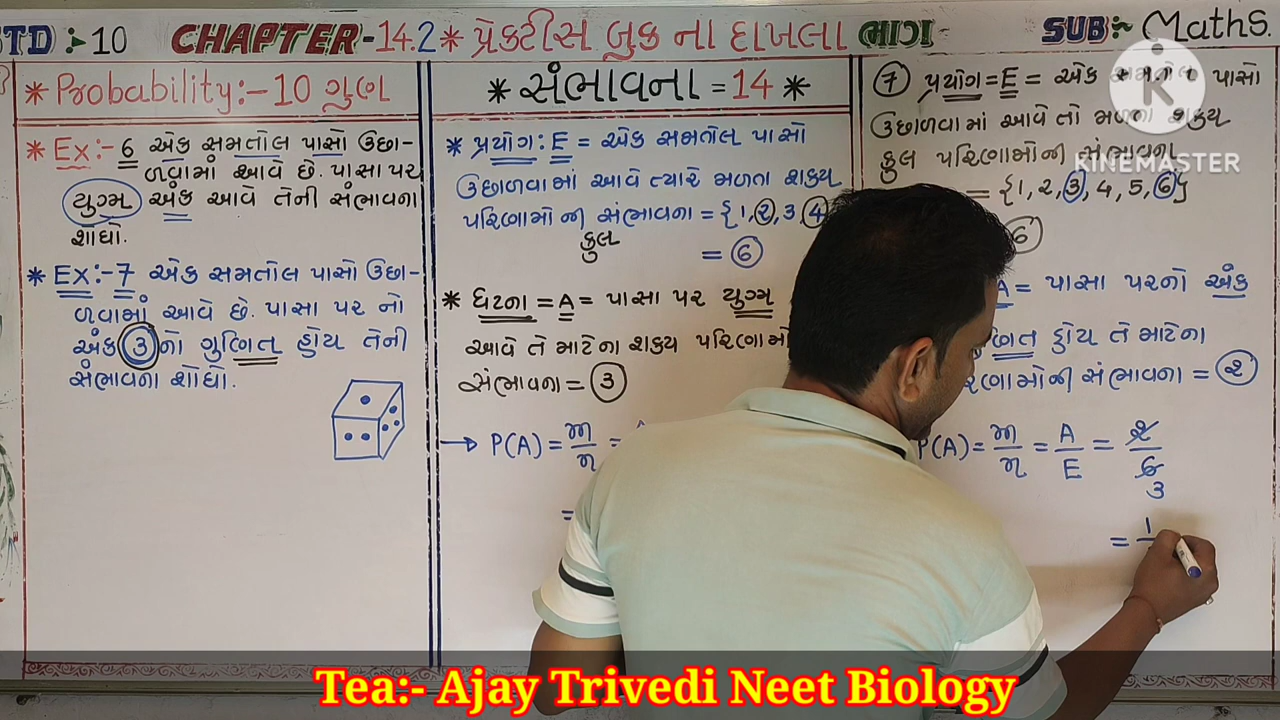 STD :- 10 CHAPTER-14.2 * પ્રેક્ટીસ બુક ના દાખલા ભાગ SUB:- Maths.
* Probability:- 10 ગુણ
* Ex:- 6 એક સમતોલ પાસો ઉછા-
ળવામાં આવે છે. પાસા પર
યુગ્મ અંક આવે તેની સંભાવના
શોધો.
* EX:- 7 એક સમતોલ પાસો ઉછા-
ળવામાં આવે છે. પાસા પર નો
અંક 3 નો ગુણિત હોય તેની
સંભાવના શોધો.
* સંભાવના = 14 *
* પ્રયોગ: E = એક સમતોલ પાસો
ઉછાળવામાં આવે ત્યારે મળતા શક્ય
પરિણામોની સંભાવના = {1, 2, 3, 4
કુલ
= 6
* ઘટના = A = પાસા પર યુગ્મ
આવે તે માટેના શક્ય પરિણામો
સંભાવના = 3
→ P(A) = m/n =
=
7 પ્રયોગ = E = એક સમતોલ પાસો
ઉછાળવામાં આવે તો મળતા શક્ય
કુલ પરિણામોની સંભાવના
= {1, 2, 3, 4, 5, 6}
6
A = પાસા પરનો અંક
ણિત હોય તે માટેના
રિણામોની સંભાવના = 2
P(A) = m/n = A/E = 2/6
3
= 1
KINEMASTER
Tea:- Ajay Trivedi Neet Biology